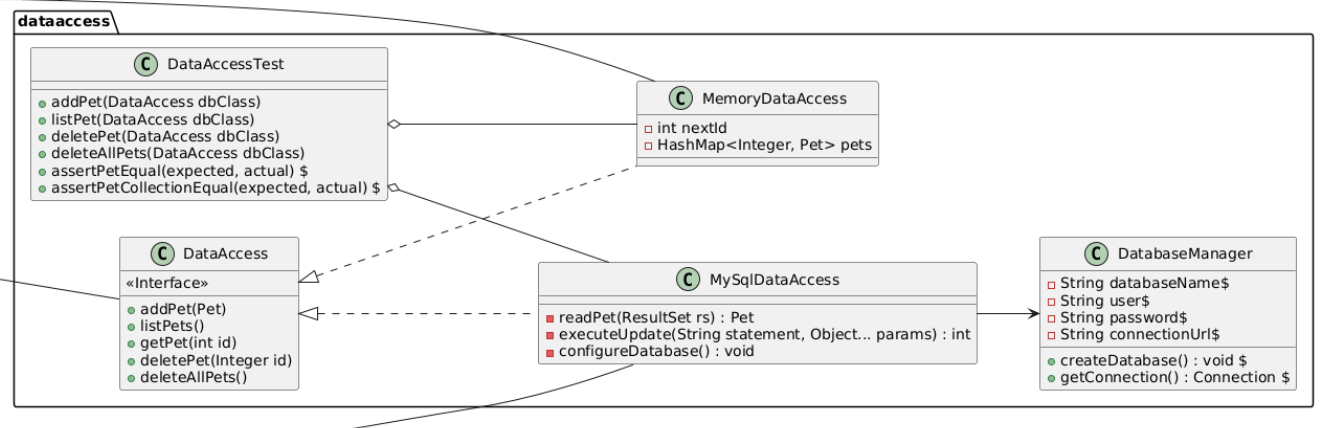 dataaccess
C DataAccessTest
addPet(DataAccess dbClass)
listPet(DataAccess dbClass)
deletePet(DataAccess dbClass)
deleteAllPets(DataAccess dbClass)
assertPetEqual(expected, actual) $
assertPetCollectionEqual(expected, actual) $
C MemoryDataAccess
int nextId
HashMap<Integer, Pet> pets
C DataAccess
«Interface»
addPet(Pet)
listPets()
getPet(int id)
deletePet(Integer id)
deleteAllPets()
C MySqlDataAccess
readPet(ResultSet rs) : Pet
executeUpdate(String statement, Object... params) : int
configureDatabase() : void
C DatabaseManager
String databaseName$
String user$
String password$
String connectionUrl$
createDatabase() : void $
getConnection() : Connection $